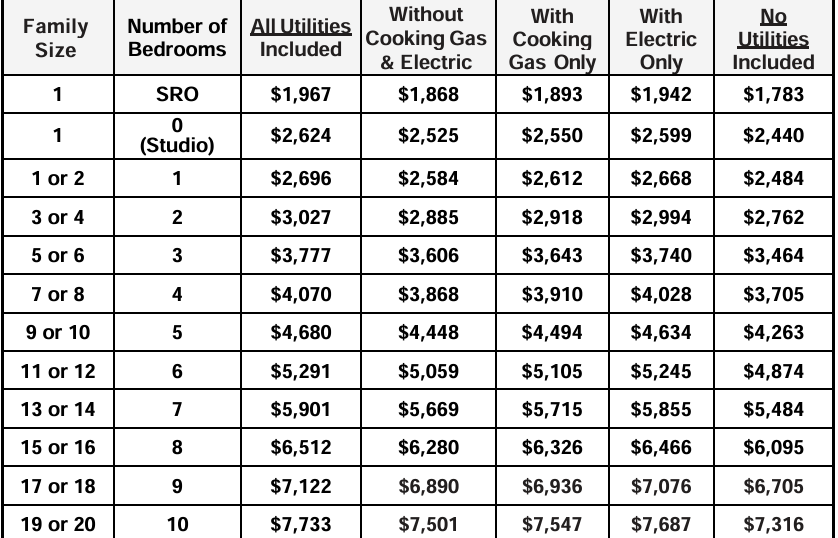 Family Size | Number of Bedrooms | All Utilities Included | Without Cooking Gas & Electric | With Cooking Gas Only | With Electric Only | No Utilities Included
1 | SRO | $1,967 | $1,868 | $1,893 | $1,942 | $1,783
1 | 0 (Studio) | $2,624 | $2,525 | $2,550 | $2,599 | $2,440
1 or 2 | 1 | $2,696 | $2,584 | $2,612 | $2,668 | $2,484
3 or 4 | 2 | $3,027 | $2,885 | $2,918 | $2,994 | $2,762
5 or 6 | 3 | $3,777 | $3,606 | $3,643 | $3,740 | $3,464
7 or 8 | 4 | $4,070 | $3,868 | $3,910 | $4,028 | $3,705
9 or 10 | 5 | $4,680 | $4,448 | $4,494 | $4,634 | $4,263
11 or 12 | 6 | $5,291 | $5,059 | $5,105 | $5,245 | $4,874
13 or 14 | 7 | $5,901 | $5,669 | $5,715 | $5,855 | $5,484
15 or 16 | 8 | $6,512 | $6,280 | $6,326 | $6,466 | $6,095
17 or 18 | 9 | $7,122 | $6,890 | $6,936 | $7,076 | $6,705
19 or 20 | 10 | $7,733 | $7,501 | $7,547 | $7,687 | $7,316